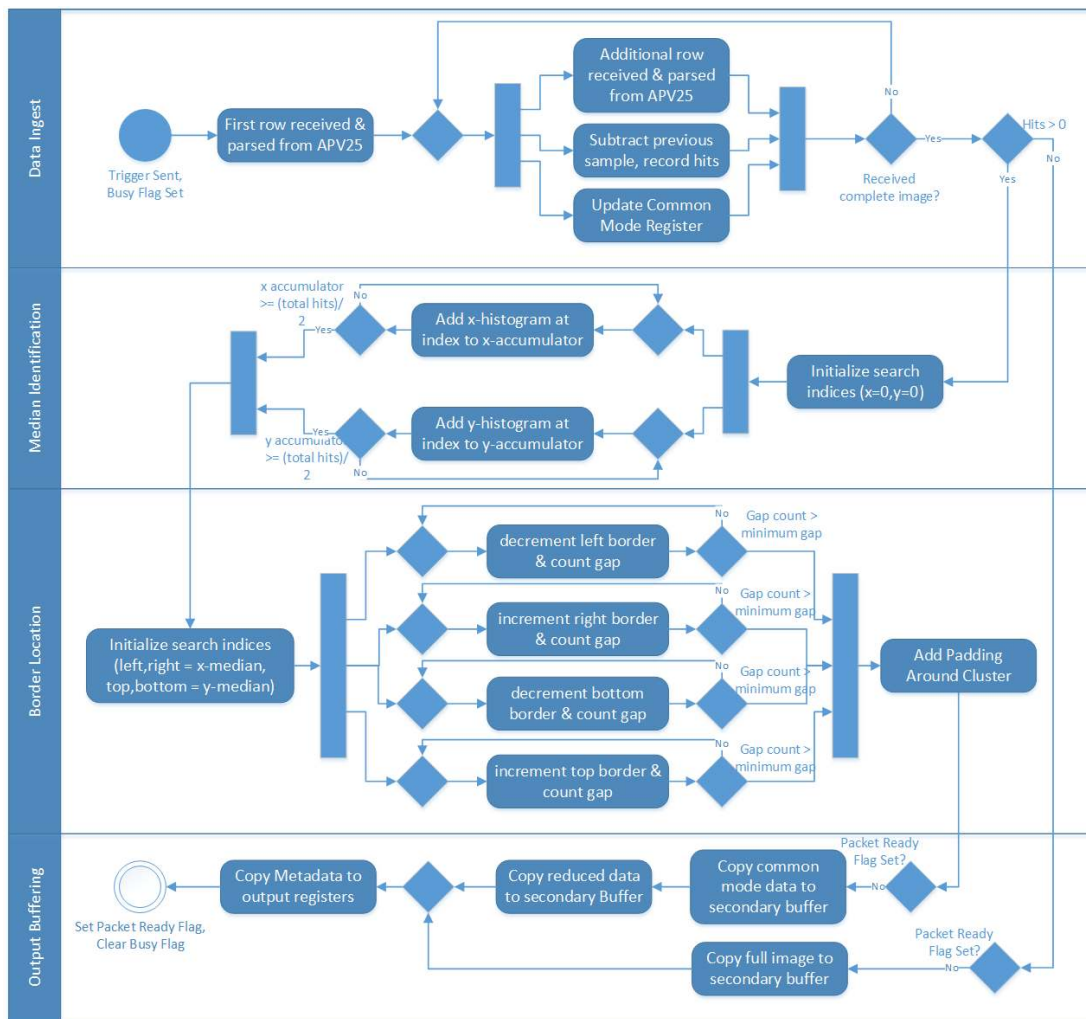 Data Ingest
Trigger Sent,
Busy Flag Set
First row received &
parsed from APV25
Additional row
received & parsed
from APV25
Subtract previous
sample, record hits
Update Common
Mode Register
No
Received
complete image?
Yes
Hits > 0
No
Yes
Median Identification
x accumulator
>= (total hits)/
2
No
Yes
Add x-histogram at
index to x-accumulator
Initialize search
indices (x=0,y=0)
Add y-histogram at
index to y-accumulator
Yes
y accumulator
>= (total hits)/
2
No
Border Location
Initialize search indices
(left,right = x-median,
top,bottom = y-median)
No
decrement left border
& count gap
Gap count >
minimum gap
No
increment right border
& count gap
Gap count >
minimum gap
No
decrement bottom
border & count gap
Gap count >
minimum gap
No
increment top border &
count gap
Gap count >
minimum gap
Add Padding
Around Cluster
Output Buffering
Set Packet Ready Flag,
Clear Busy Flag
Copy Metadata to
output registers
Copy reduced data
to secondary Buffer
Copy common
mode data to
secondary buffer
Packet Ready
Flag Set?
No
Copy full image to
secondary buffer
Packet Ready
Flag Set?
No